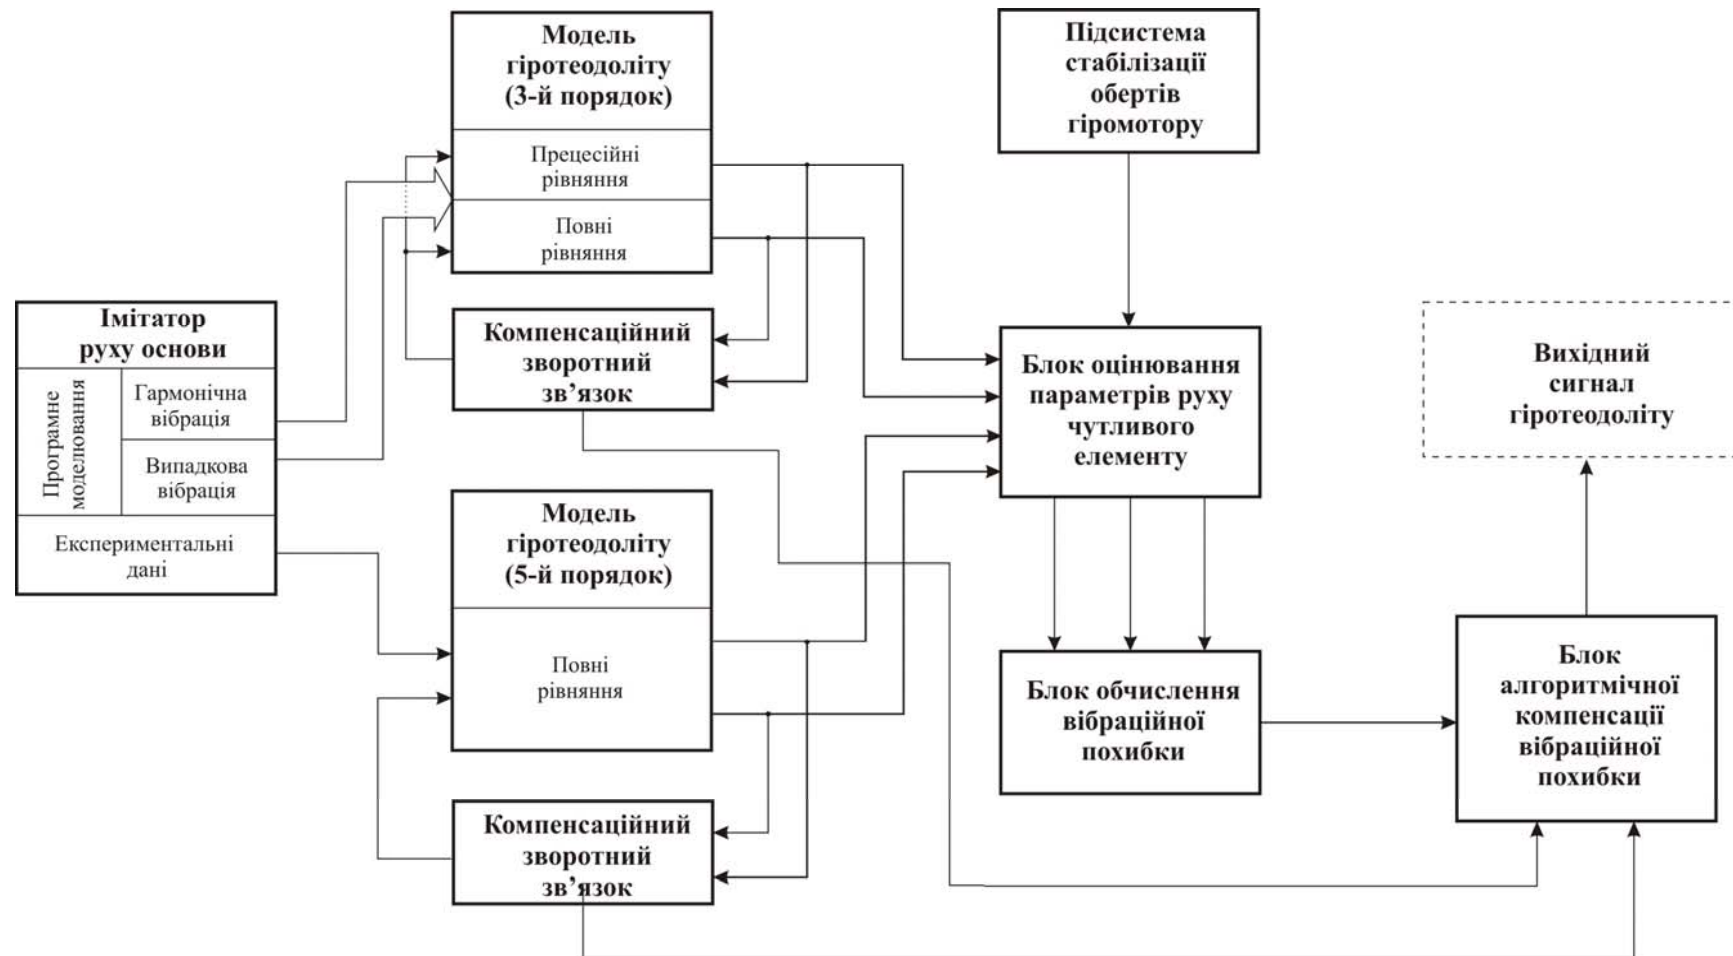 Модель
гіротеодоліту
(3-й порядок)
Прецесійні
рівняння
Повні
рівняння
Підсистема
стабілізації
обертів
гіромотору
Імітатор
руху основи
Програмне
моделювання
Гармонічна
вібрація
Випадкова
вібрація
Експериментальні
дані
Компенсаційний
зворотний
зв’язок
Блок оцінювання
параметрів руху
чутливого
елементу
Вихідний
сигнал
гіротеодоліту
Модель
гіротеодоліту
(5-й порядок)
Повні
рівняння
Блок обчислення
вібраційної
похибки
Блок
алгоритмічної
компенсації
вібраційної
похибки
Компенсаційний
зворотний
зв’язок